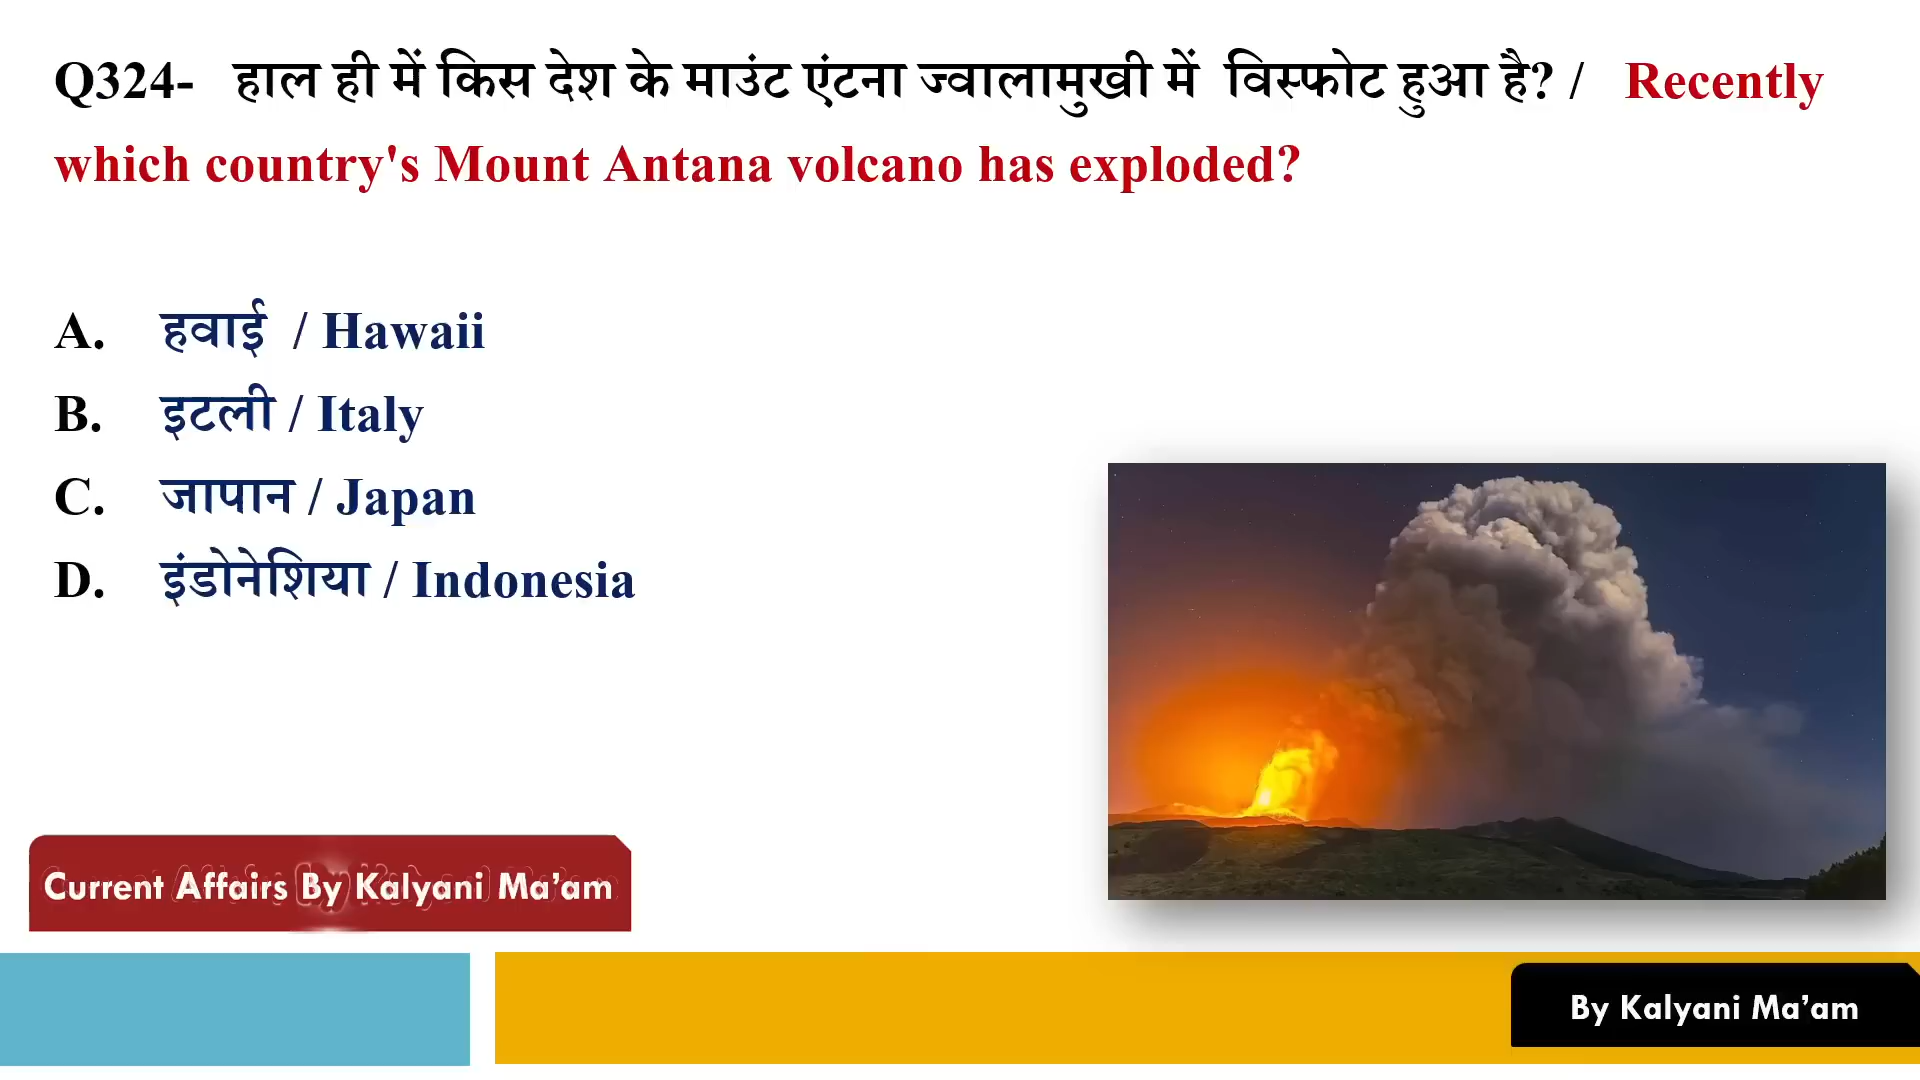 Q324- हाल ही में किस देश के माउंट एंटना ज्वालामुखी में विस्फोट हुआ है? / Recently
which country's Mount Antana volcano has exploded?
A. हवाई / Hawaii
B. इटली / Italy
C. जापान / Japan
D. इंडोनेशिया / Indonesia
Current Affairs By Kalyani Ma’am
By Kalyani Ma’am